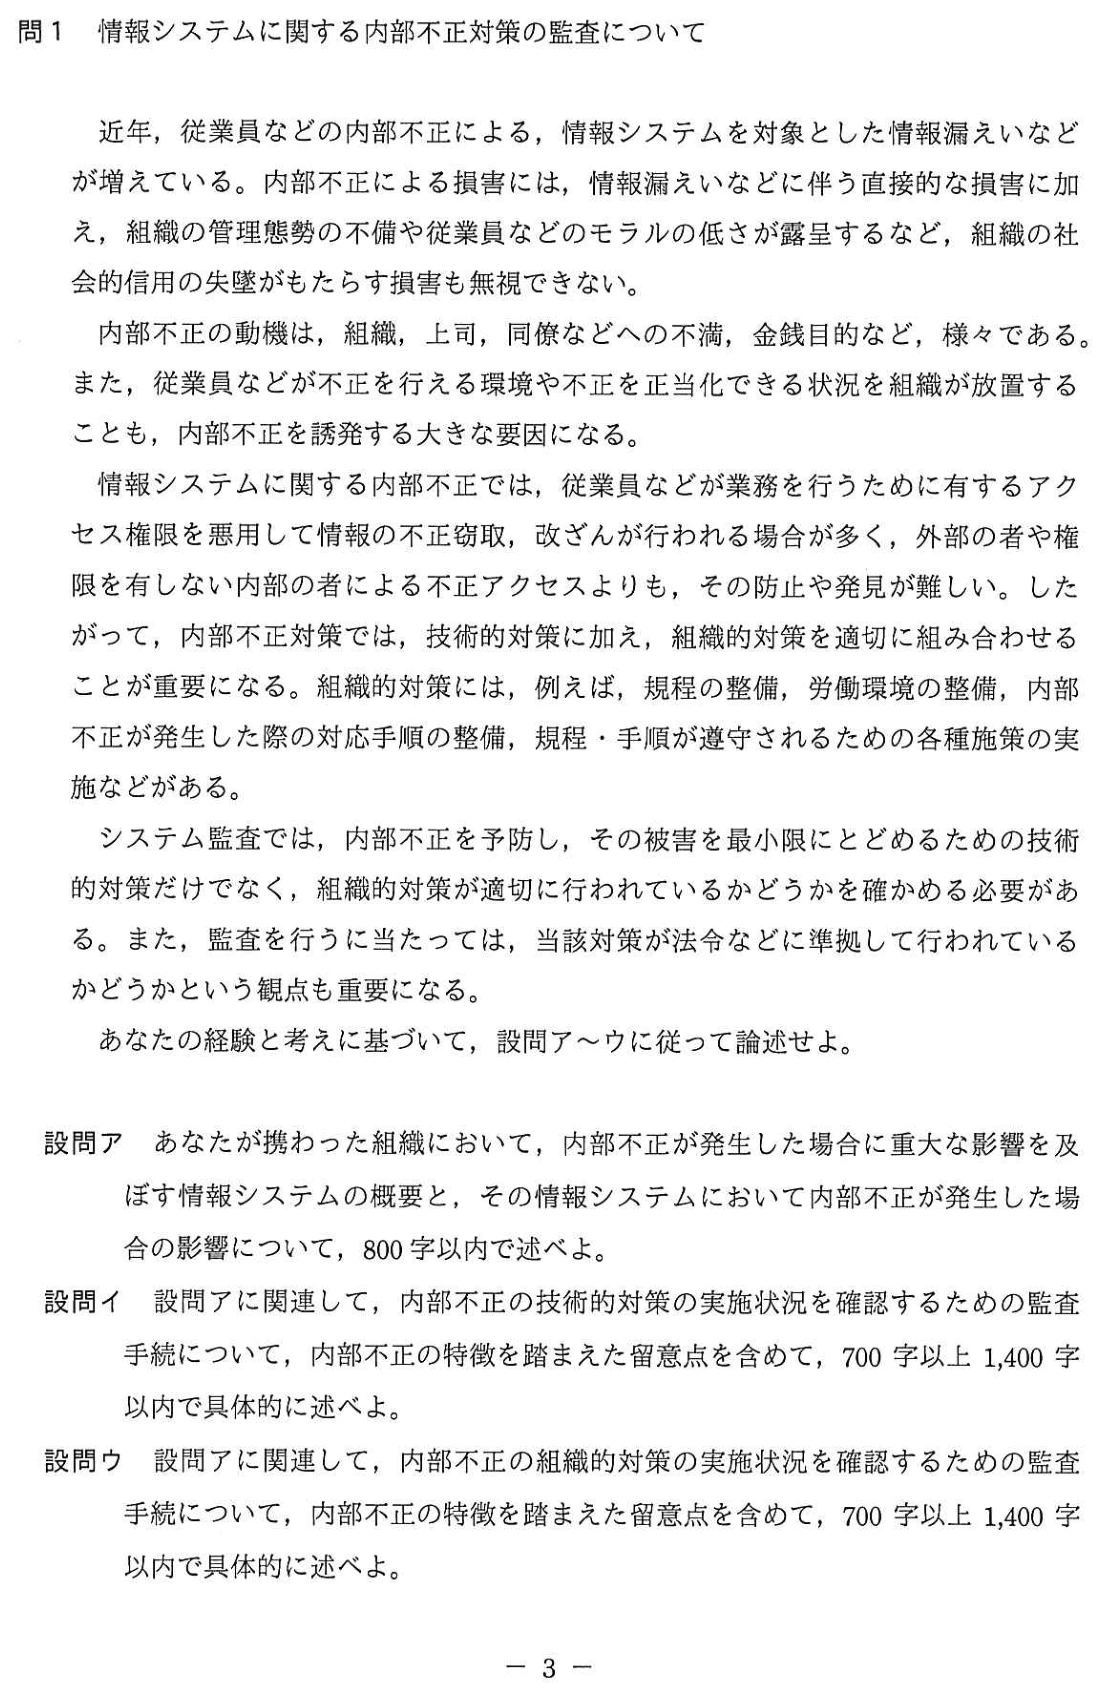 問1 情報システムに関する内部不正対策の監査について
近年，従業員などの内部不正による，情報システムを対象とした情報漏えいなど
が増えている。内部不正による損害には，情報漏えいなどに伴う直接的な損害に加
え，組織の管理態勢の不備や従業員などのモラルの低さが露呈するなど，組織の社
会的信用の失墜がもたらす損害も無視できない。
内部不正の動機は，組織，上司，同僚などへの不満，金銭目的など，様々である。
また，従業員などが不正を行える環境や不正を正当化できる状況を組織が放置する
ことも，内部不正を誘発する大きな要因になる。
情報システムに関する内部不正では，従業員などが業務を行うために有するアク
セス権限を悪用して情報の不正窃取，改ざんが行われる場合が多く，外部の者や権
限を有しない内部の者による不正アクセスよりも，その防止や発見が難しい。した
がって，内部不正対策では，技術的対策に加え，組織的対策を適切に組み合わせる
ことが重要になる。組織的対策には，例えば，規程の整備，労働環境の整備，内部
不正が発生した際の対応手順の整備，規程・手順が遵守されるための各種施策の実
施などがある。
システム監査では，内部不正を予防し，その被害を最小限にとどめるための技術
的対策だけでなく，組織的対策が適切に行われているかどうかを確かめる必要があ
る。また，監査を行うに当たっては，当該対策が法令などに準拠して行われている
かどうかという観点も重要になる。
あなたの経験と考えに基づいて，設問ア～ウに従って論述せよ。
設問ア あなたが携わった組織において，内部不正が発生した場合に重大な影響を及
ぼす情報システムの概要と，その情報システムにおいて内部不正が発生した場
合の影響について，800 字以内で述べよ。
設問イ 設問アに関連して，内部不正の技術的対策の実施状況を確認するための監査
手続について，内部不正の特徴を踏まえた留意点を含めて，700 字以上 1,400 字
以内で具体的に述べよ。
設問ウ 設問アに関連して，内部不正の組織的対策の実施状況を確認するための監査
手続について，内部不正の特徴を踏まえた留意点を含めて，700 字以上 1,400 字
以内で具体的に述べよ。
－ 3 －